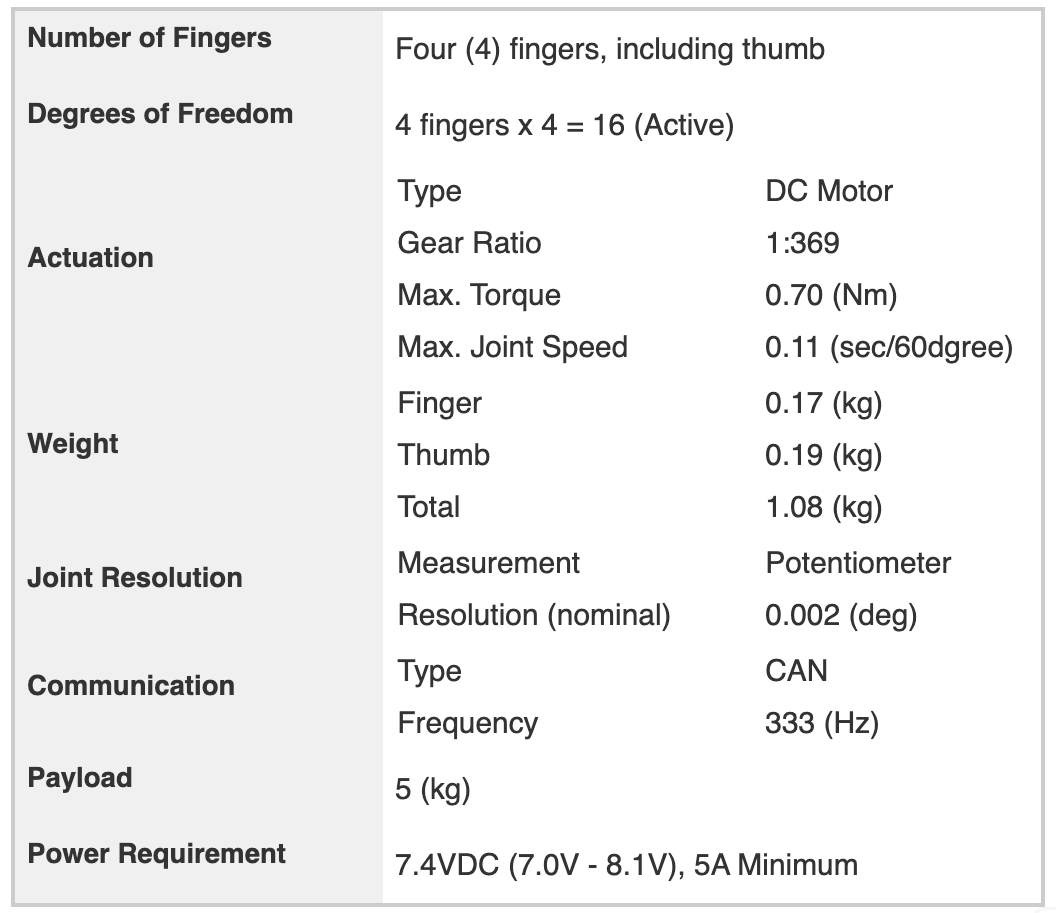 Number of Fingers
Four (4) fingers, including thumb
Degrees of Freedom
4 fingers x 4 = 16 (Active)
Actuation
Type DC Motor
Gear Ratio 1:369
Max. Torque 0.70 (Nm)
Max. Joint Speed 0.11 (sec/60dgree)
Weight
Finger 0.17 (kg)
Thumb 0.19 (kg)
Total 1.08 (kg)
Joint Resolution
Measurement Potentiometer
Resolution (nominal) 0.002 (deg)
Communication
Type CAN
Frequency 333 (Hz)
Payload
5 (kg)
Power Requirement
7.4VDC (7.0V - 8.1V), 5A Minimum